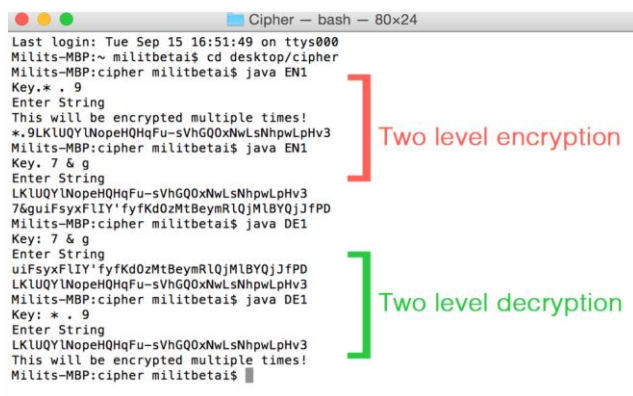 Cipher — bash — 80×24
Last login: Tue Sep 15 16:51:49 on ttys000
Milits-MBP:~ militbetai$ cd desktop/cipher
Milits-MBP:cipher militbetai$ java EN1
Key.* . 9
Enter String
This will be encrypted multiple times!
*.9LKlUQYlNopeHQHqFu-sVhGQOxNwLsNhpwLpHv3
Milits-MBP:cipher militbetai$ java EN1
Key. 7 & g
Enter String
LKlUQYlNopeHQHqFu-sVhGQOxNwLsNhpwLpHv3
7&guiFsyxFlIY'fyfKdOzMtBeymRlQjMlBYQjJfPD
Milits-MBP:cipher militbetai$ java DE1
Key: 7 & g
Enter String
uiFsyxFlIY'fyfKdOzMtBeymRlQjMlBYQjJfPD
LKlUQYlNopeHQHqFu-sVhGQOxNwLsNhpwLpHv3
Milits-MBP:cipher militbetai$ java DE1
Key: * . 9
Enter String
LKlUQYlNopeHQHqFu-sVhGQOxNwLsNhpwLpHv3
This will be encrypted multiple times!
Milits-MBP:cipher militbetai$
Two level encryption
Two level decryption